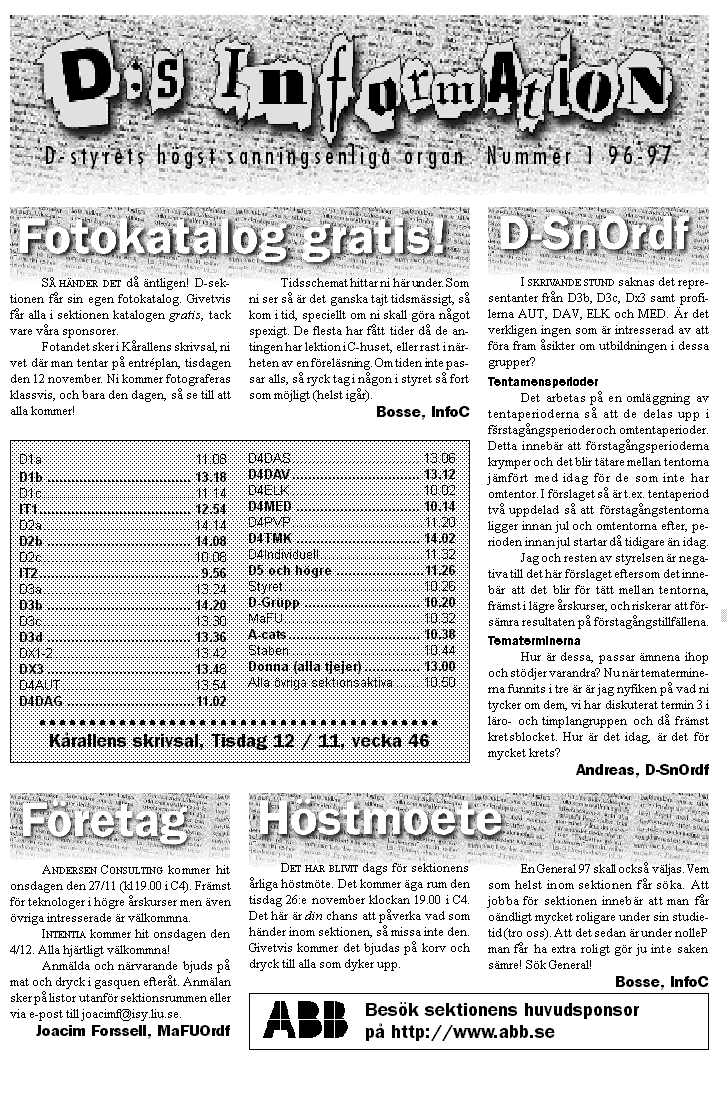 D:s Information
D-styrets högst sanningsenliga organ Nummer 1 96-97
Fotokatalog gratis!
SÅ HÄNDER DET då äntligen! D-sek-
tionen får sin egen fotokatalog. Givetvis
får alla i sektionen katalogen gratis, tack
vare våra sponsorer.
Fotandet sker i Kårallens skrivsal, ni
vet där man tentar på entréplan, tisdagen
den 12 november. Ni kommer fotograferas
klassvis, och bara den dagen, så se till att
alla kommer!
Tidsschemat hittar ni här under. Som
ni ser så är det ganska tajt tidsmässigt, så
kom i tid, speciellt om ni skall göra något
spexigt. De flesta har fått tider då de an-
tingen har lektion i C-huset, eller rast i när-
heten av en föreläsning. Om tiden inte pas-
sar alls, så ryck tag i någon i styret så fort
som möjligt (helst igår).
Bosse, InfoC
D1a 11.08
D1b 13.18
D1c 11.14
IT1 12.54
D2a 14.14
D2b 14.08
D2c 10.08
IT2 9.56
D3a 13.24
D3b 14.20
D3c 13.30
D3d 13.36
DX1-2 13.42
DX3 13.48
D4AUT 13.54
D4DAG 11.02
D4DAS 13.06
D4DAV 13.12
D4ELK 10.02
D4MED 10.14
D4PVP 11.20
D4TMK 14.02
D4Individuell 11.32
D5 och högre 11.26
Styret 10.26
D-Grupp 10.20
MaFU 10.32
A-cats 10.38
Staben 10.44
Donna (alla tjejer) 13.00
Alla övriga sektionsaktiva 10.50
Kårallens skrivsal, Tisdag 12 / 11, vecka 46
D-SnOrdf
I SKRIVANDE STUND saknas det repre-
sentanter från D3b, D3c, Dx3 samt profi-
lerna AUT, DAV, ELK och MED. Är det
verkligen ingen som är intresserad av att
föra fram åsikter om utbildningen i dessa
grupper?
Tentamensperioder
Det arbetas på en omläggning av
tentaperioderna så att de delas upp i
förstagångsperioder och omtentaperioder.
Detta innebär att förstagångsperioderna
krymper och det blir tätare mellan tentorna
jämfört med idag för de som inte har
omtentor. I förslaget så är t.ex. tentaperiod
två uppdelad så att förstagångstentorna
ligger innan jul och omtentorna efter, pe-
rioden innan jul startar då tidigare än idag.
Jag och resten av styrelsen är nega-
tiva till det här förslaget eftersom det inne-
bär att det blir för tätt mellan tentorna,
främst i lägre årskurser, och riskerar att för-
sämra resultaten på förstagångstillfällena.
Tematerminerna
Hur är dessa, passar ämnena ihop
och stödjer varandra? Nu när tematermine-
rna funnits i tre år är jag nyfiken på vad ni
tycker om dem, vi har diskuterat termin 3 i
läro- och timplangruppen och då främst
kretsblocket. Hur är det idag, är det för
mycket krets?
Andreas, D-SnOrdf
Företag
ANDERSEN CONSULTING kommer hit
onsdagen den 27/11 (kl 19.00 i C4). Främst
för teknologer i högre årskurser men även
övriga intresserade är välkomna.
INTENTIA kommer hit onsdagen den
4/12. Alla hjärtligt välkommna!
Anmälda och närvarande bjuds på
mat och dryck i gasquen efteråt. Anmälan
sker på listor utanför sektionsrummen eller
via e-post till joacimf@isy.liu.se.
Joacim Forssell, MaFUOrdf
Höstmoete
DET HAR BLIVIT dags för sektionens
årliga höstmöte. Det kommer äga rum den
tisdag 26:e november klockan 19.00 i C4.
Det här är din chans att påverka vad som
händer inom sektionen, så missa inte den.
Givetvis kommer det bjudas på korv och
dryck till alla som dyker upp.
En General 97 skall också väljas. Vem
som helst inom sektionen får söka. Att
jobba för sektionen innebär att man får
oändligt mycket roligare under sin studie-
tid (tro oss). Att det sedan är under nolleP
man får ha extra roligt gör ju inte saken
sämre! Sök General!
Bosse, InfoC
ABB
Besök sektionens huvudsponsor
på http://www.abb.se